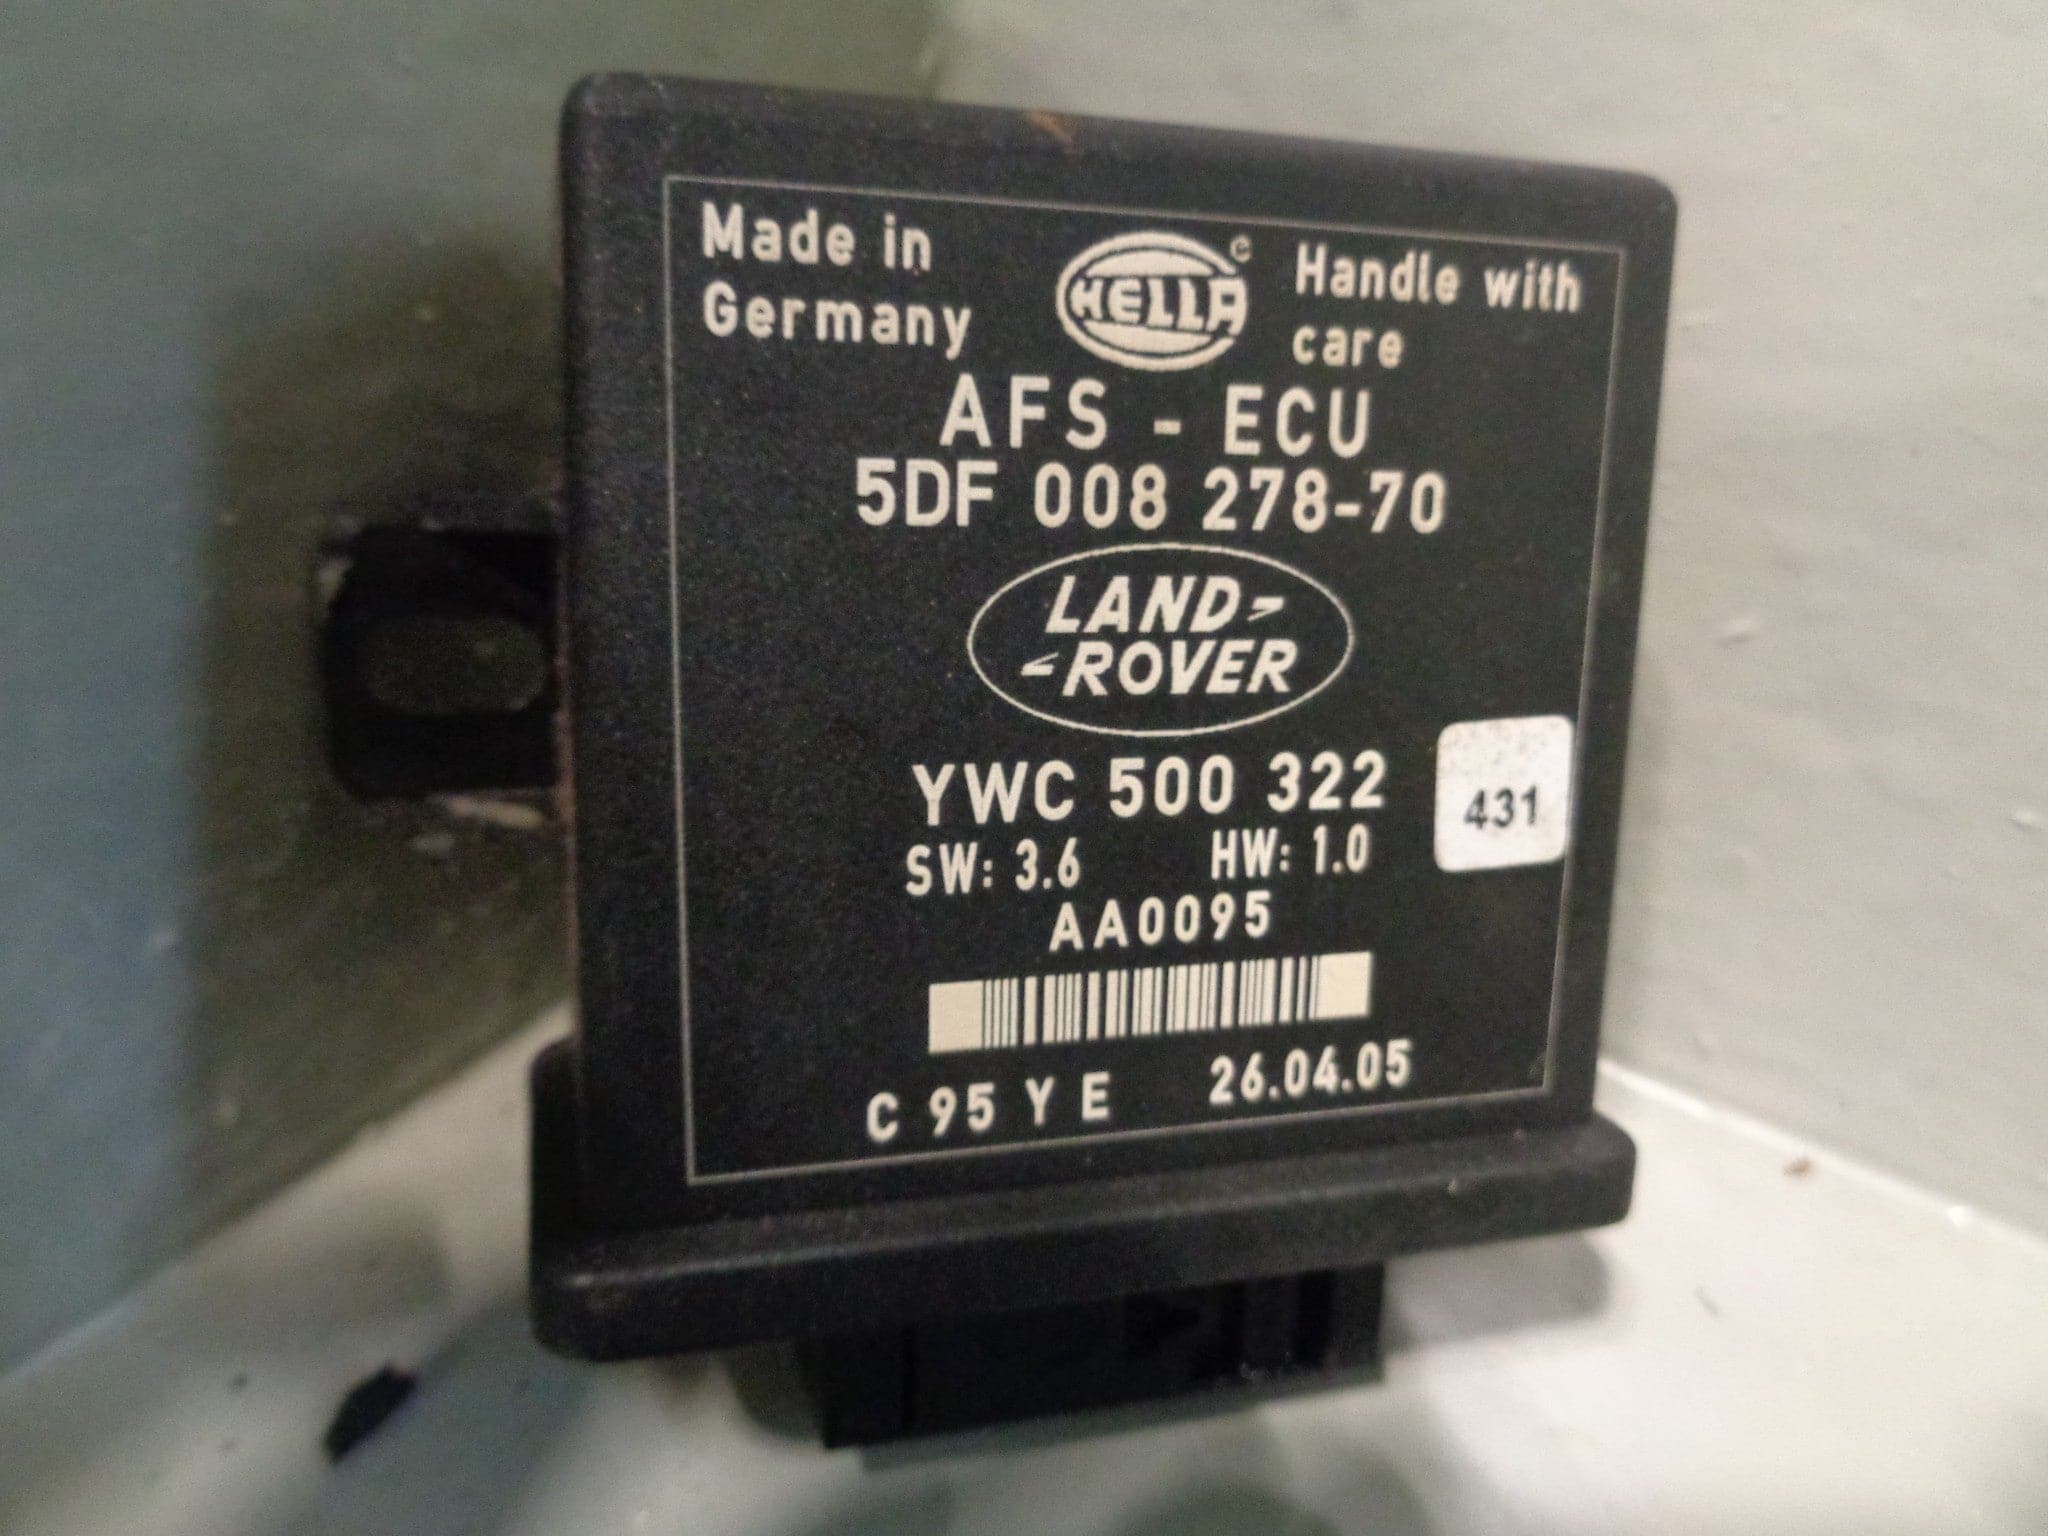 Made in
Germany
HELLA
Handle with
care
AFS - ECU
5DF 008 278-70
LAND-
-ROVER
YWC 500 322
431
SW: 3.6 HW: 1.0
AA0095
C 95 Y E 26.04.05